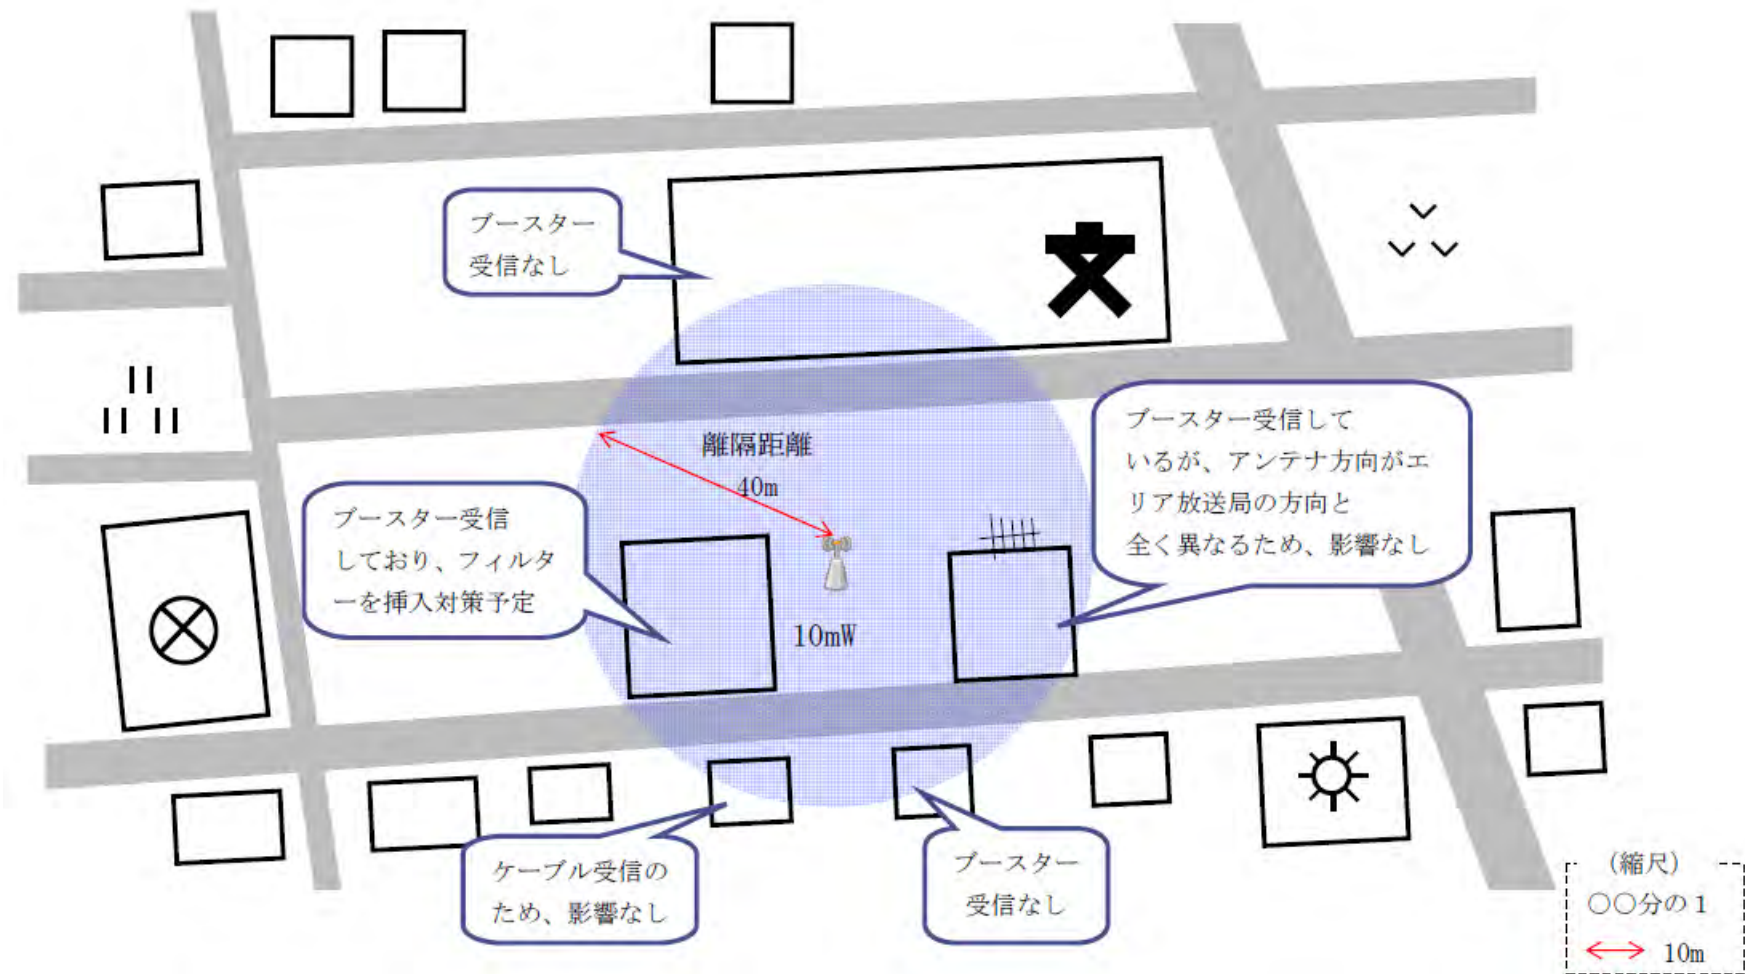 ブースター
受信なし
離隔距離
40m
ブースター受信して
いるが、アンテナ方向がエ
リア放送局の方向と
全く異なるため、影響なし
ブースター受信
しており、フィルタ
ーを挿入対策予定
10mW
ケーブル受信の
ため、影響なし
ブースター
受信なし
(縮尺)
○○分の1
10m